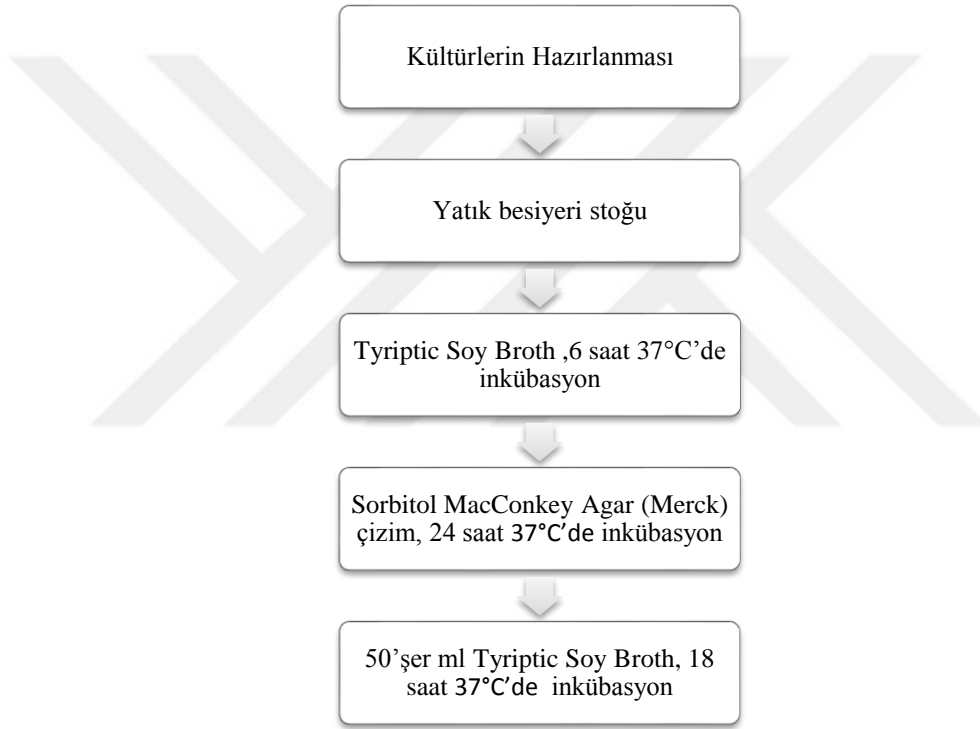 Kültürlerin Hazırlanması
Yatık besiyeri stoğu
Tyriptic Soy Broth ,6 saat 37°C’de
inkübasyon
Sorbitol MacConkey Agar (Merck)
çizim, 24 saat 37°C’de inkübasyon
50’şer ml Tyriptic Soy Broth, 18
saat 37°C’de inkübasyon